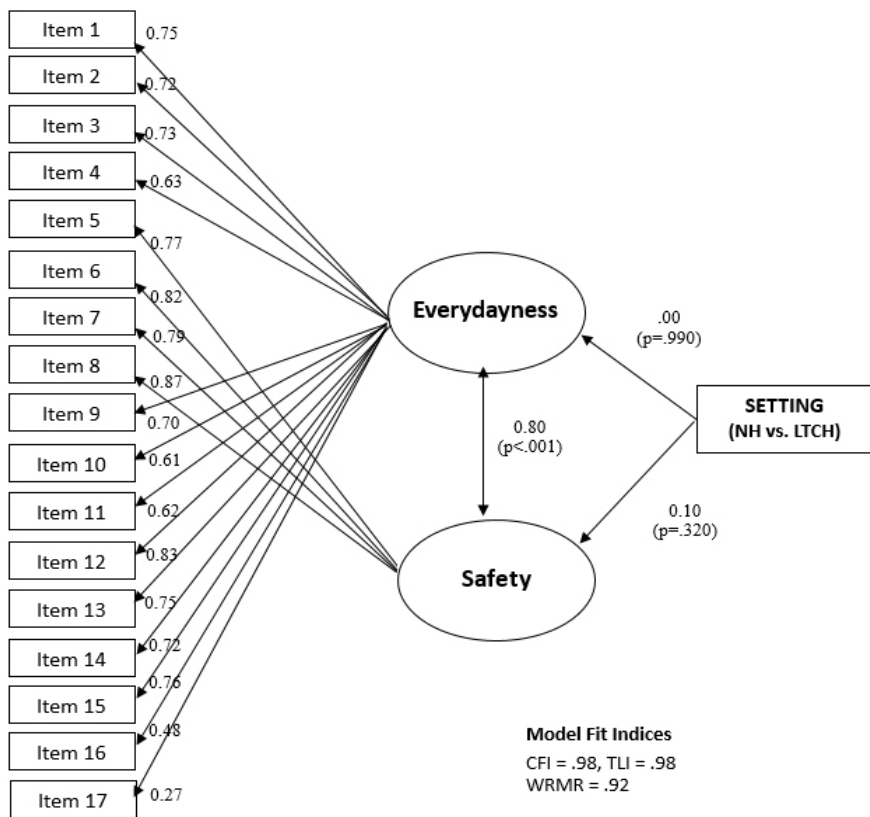 Item 1
0.75
Item 2
0.72
Item 3
0.73
Item 4
0.63
Item 5
0.77
Item 6
0.82
Item 7
0.79
Item 8
0.87
Item 9
0.70
Item 10
0.61
Item 11
0.62
Item 12
0.83
Item 13
0.75
Item 14
0.72
Item 15
0.76
Item 16
0.48
Item 17
0.27
Everydayness
0.80
(p<.001)
Safety
.00
(p=.990)
SETTING
(NH vs. LTCH)
0.10
(p=.320)
Model Fit Indices
CFI = .98, TLI = .98
WRMR = .92